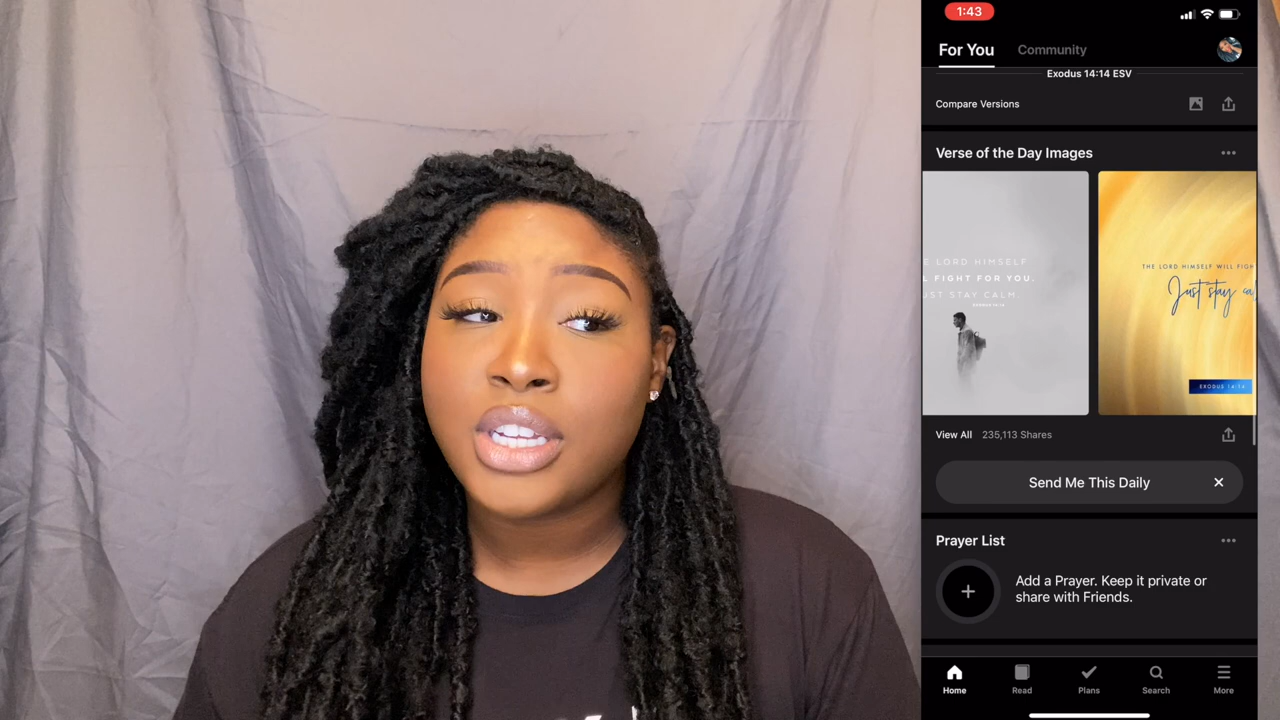 1:43
For You Community
Exodus 14:14 ESV
Compare Versions
Verse of the Day Images
LORD HIMSELF
FIGHT FOR YOU.
STAY CALM.
EXODUS 14:14
THE LORD HIMSELF WILL
Just stay
EXODUS 14:14
View All 235,113 Shares
Send Me This Daily
Prayer List
Add a Prayer. Keep it private or
share with Friends.
Home Read Plans Search More